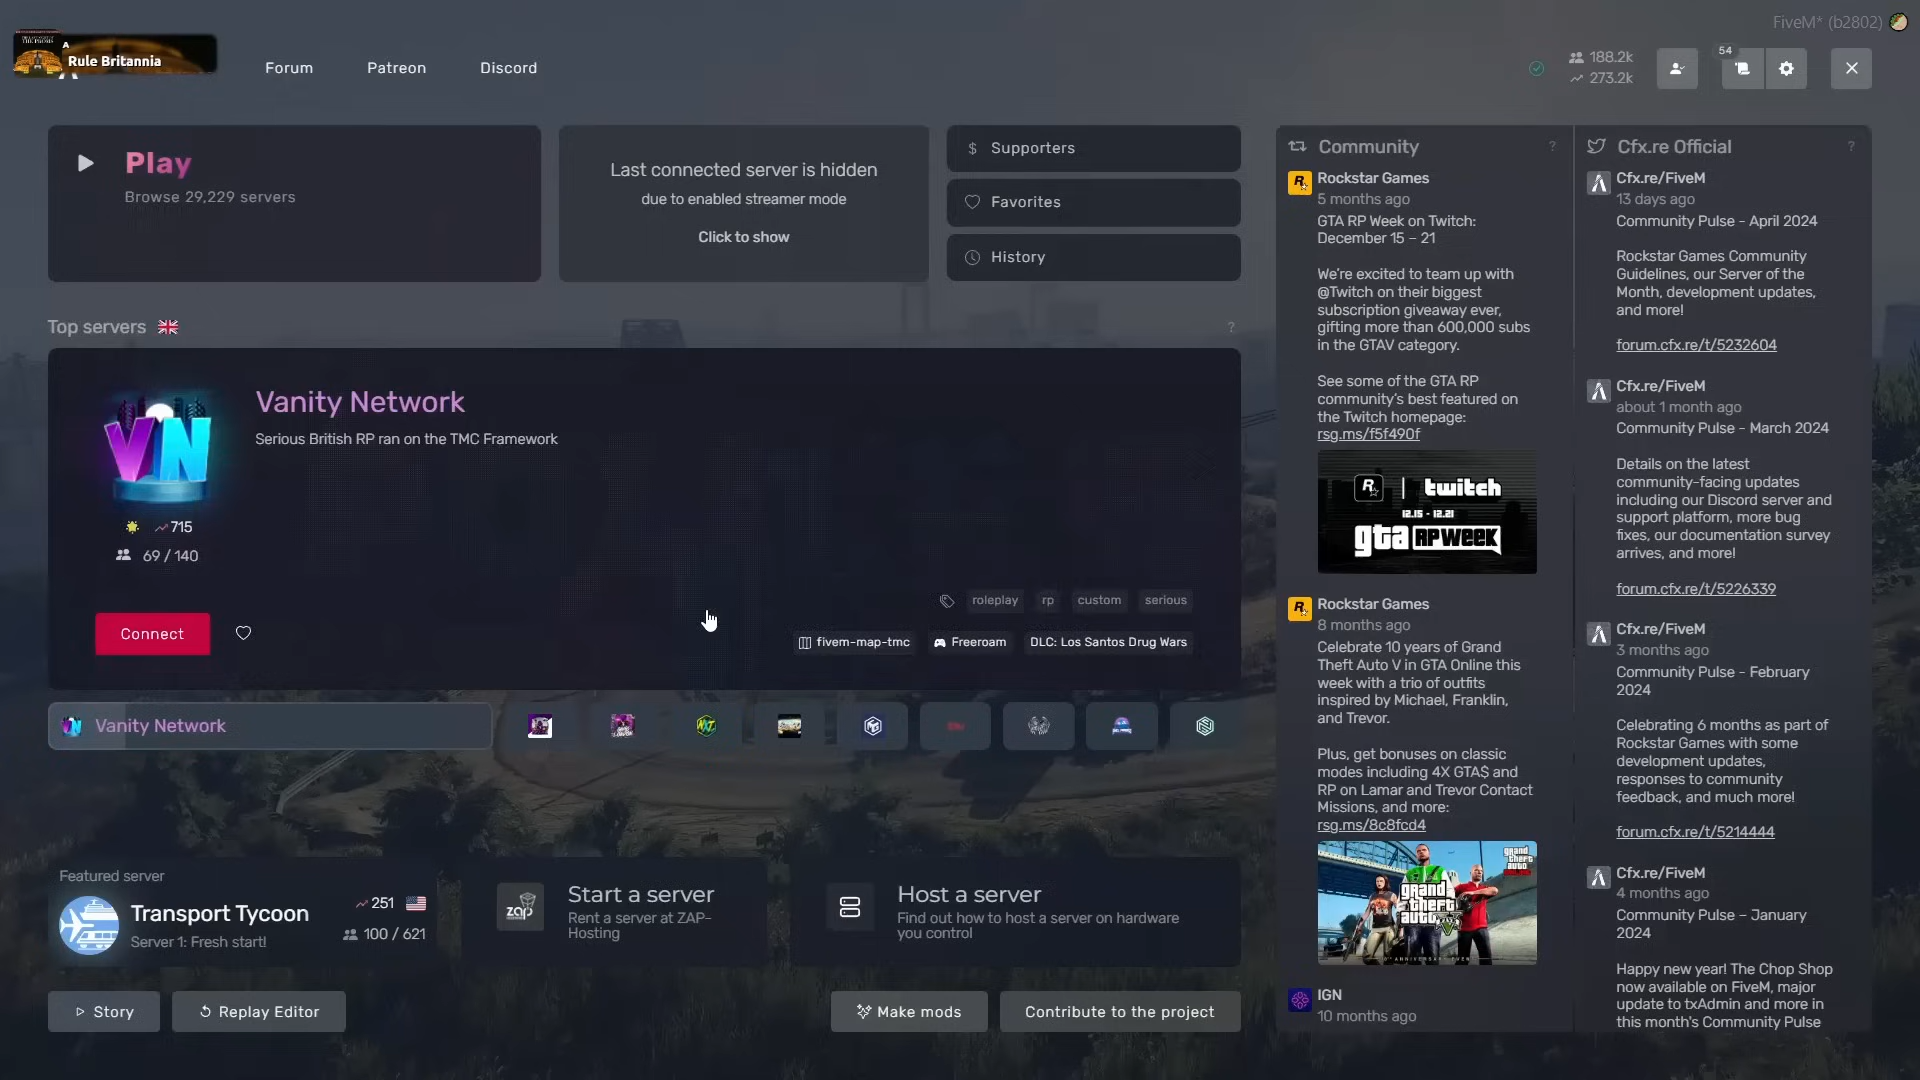 FiveM* (b2802)
A
Rule Britannia
Forum
Patreon
Discord
188.2k
273.2k
54
Play
Browse 29,229 servers
Last connected server is hidden
due to enabled streamer mode
Click to show
Supporters
Favorites
History
Top servers
?
Vanity Network
Serious British RP ran on the TMC Framework
VN
715
69 / 140
Connect
roleplay
rp
custom
serious
fivem-map-tmc
Freeroam
DLC: Los Santos Drug Wars
Vanity Network
Featured server
Transport Tycoon
Server 1: Fresh start!
251
100 / 621
zap
Start a server
Rent a server at ZAP-
Hosting
Host a server
Find out how to host a server on hardware
you control
Story
Replay Editor
Make mods
Contribute to the project
Community
?
Rockstar Games
5 months ago
GTA RP Week on Twitch:
December 15 – 21
We're excited to team up with
@Twitch on their biggest
subscription giveaway ever,
gifting more than 600,000 subs
in the GTAV category.
See some of the GTA RP
community's best featured on
the Twitch homepage:
rsg.ms/f5f490f
R
twitch
12.15 - 12.21
gta RP WEEK
Rockstar Games
8 months ago
Celebrate 10 years of Grand
Theft Auto V in GTA Online this
week with a trio of outfits
inspired by Michael, Franklin,
and Trevor.
Plus, get bonuses on classic
modes including 4X GTA$ and
RP on Lamar and Trevor Contact
Missions, and more:
rsg.ms/8c8fcd4
grand
theft
auto
V
IGN
10 months ago
Cfx.re Official
?
Cfx.re/FiveM
13 days ago
Community Pulse - April 2024
Rockstar Games Community
Guidelines, our Server of the
Month, development updates,
and more!
forum.cfx.re/t/5232604
Cfx.re/FiveM
about 1 month ago
Community Pulse - March 2024
Details on the latest
community-facing updates
including our Discord server and
support platform, more bug
fixes, our documentation survey
arrives, and more!
forum.cfx.re/t/5226339
Cfx.re/FiveM
3 months ago
Community Pulse - February
2024
Celebrating 6 months as part of
Rockstar Games with some
development updates,
responses to community
feedback, and much more!
forum.cfx.re/t/5214444
Cfx.re/FiveM
4 months ago
Community Pulse – January
2024
Happy new year! The Chop Shop
now available on FiveM, major
update to txAdmin and more in
this month's Community Pulse